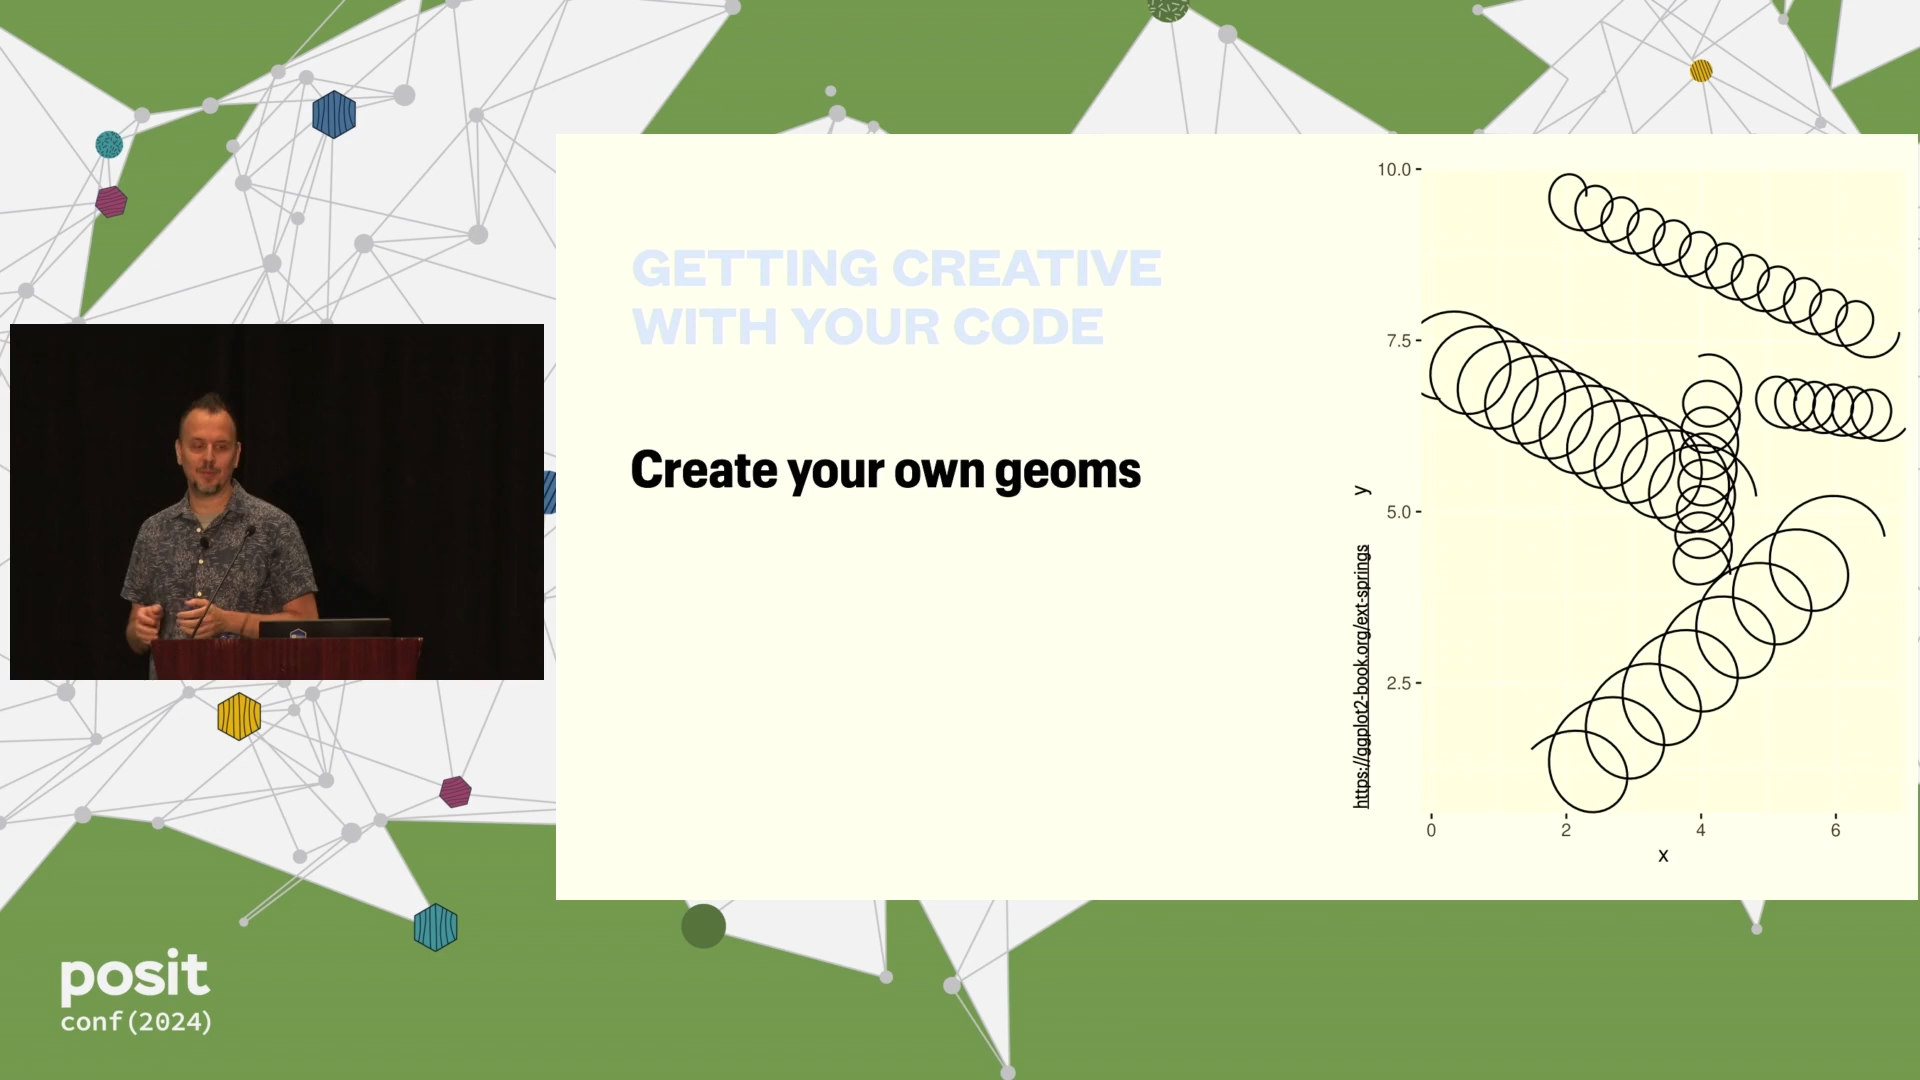 GETTING CREATIVE
WITH YOUR CODE
Create your own geoms
https://ggplot2-book.org/ext-springs
y
10.0
7.5
5.0
2.5
0
2
4
6
x
posit
conf(2024)